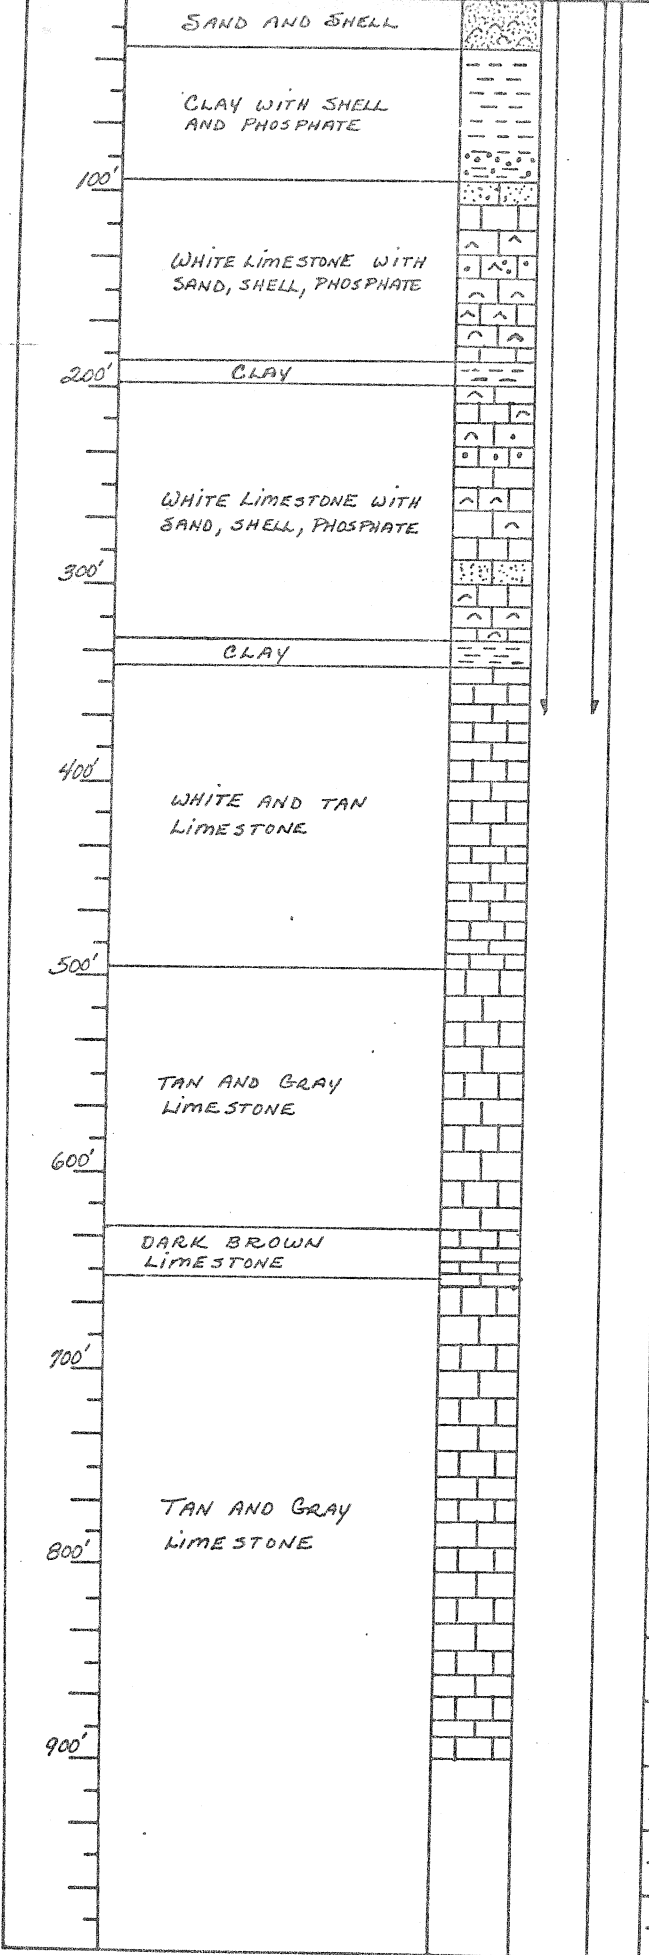 SAND AND SHELL
CLAY WITH SHELL
AND PHOSPHATE
100'
WHITE LIMESTONE WITH
SAND, SHELL, PHOSPHATE
200'
CLAY
WHITE LIMESTONE WITH
SAND, SHELL, PHOSPHATE
300'
CLAY
400'
WHITE AND TAN
LIMESTONE
500'
TAN AND GRAY
LIMESTONE
600'
DARK BROWN
LIMESTONE
700'
TAN AND GRAY
LIMESTONE
800'
900'